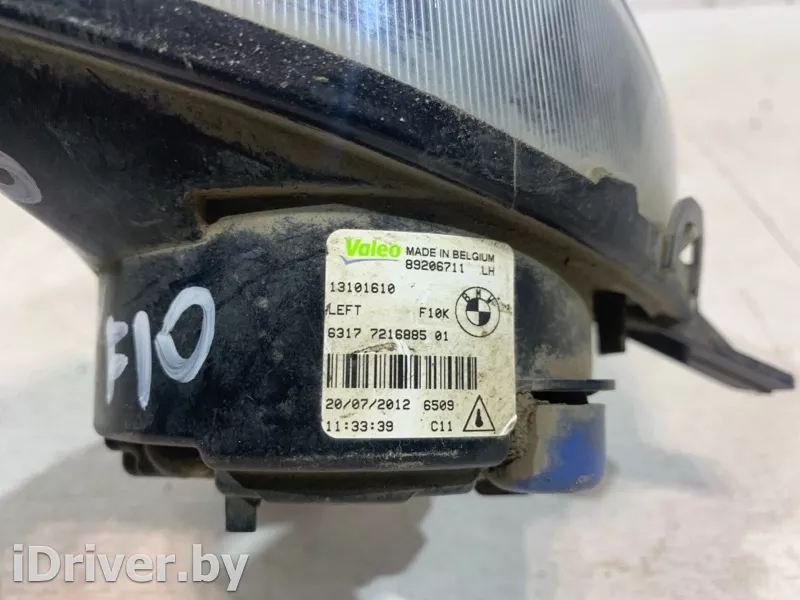 Valeo MADE IN BELGIUM
89206711 LH
13101610
LEFT F10K
BMW
6317 7216885 01
20/07/2012 6509
11:33:39 C11
F10
iDriver.by